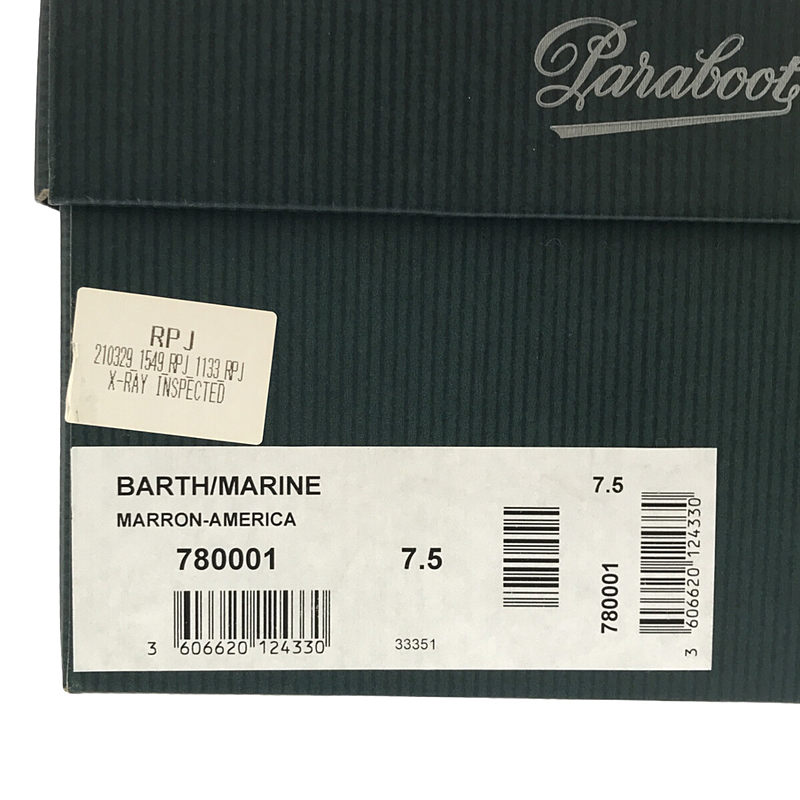 Paraboot
RPJ
210329_1549_RPJ_1133_RPJ
X-RAY INSPECTED
BARTH/MARINE
MARRON-AMERICA
780001
7.5
3 606620 124330
33351
7.5
780001
3 606620 124330